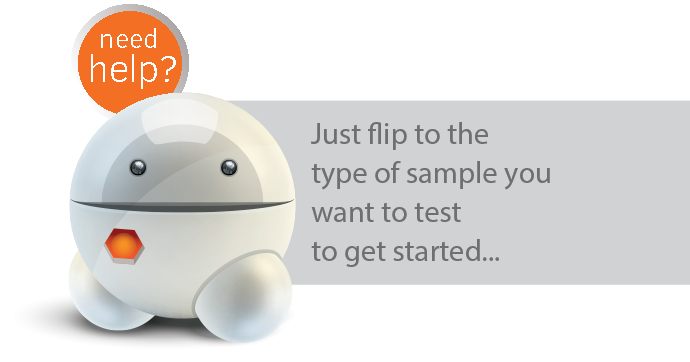 need
help?
Just flip to the
type of sample you
want to test
to get started...